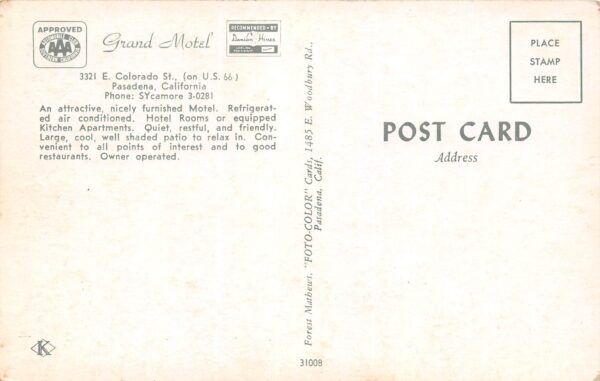 APPROVED
AAA
Grand Motel
RECOMMENDED BY
Duncan Hines
3321 E. Colorado St., (on U.S. 66)
Pasadena, California
Phone: SYcamore 3-0281
An attractive, nicely furnished Motel. Refrigerat-
ed air conditioned. Hotel Rooms or equipped
Kitchen Apartments. Quiet, restful, and friendly.
Large, cool, well shaded patio to relax in. Con-
venient to all points of interest and to good
restaurants. Owner operated.
K
Forest Mathews, "FOTO-COLOR" Cards, 1485 E. Woodbury Rd.,
Pasadena, Calif.
31008
PLACE
STAMP
HERE
POST CARD
Address